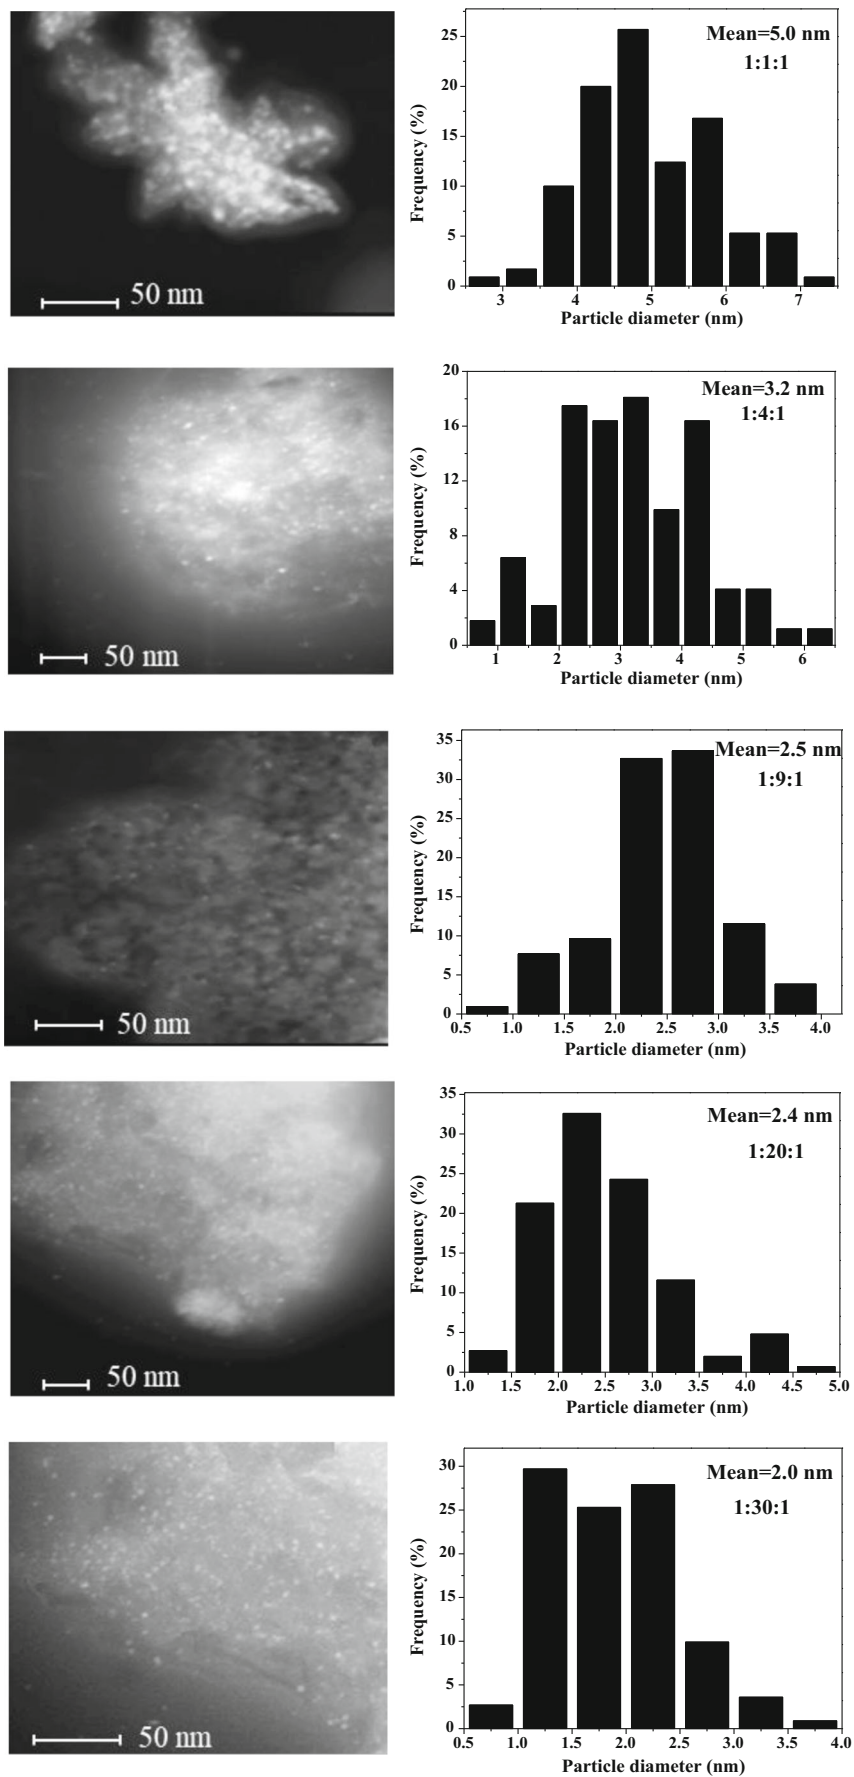 50 nm
Mean=5.0 nm
1:1:1
25
20
15
10
5
0
Frequency (%)
3 4 5 6 7
Particle diameter (nm)
50 nm
Mean=3.2 nm
1:4:1
20
16
12
8
4
0
Frequency (%)
1 2 3 4 5 6
Particle diameter (nm)
50 nm
Mean=2.5 nm
1:9:1
35
30
25
20
15
10
5
0
Frequency (%)
0.5 1.0 1.5 2.0 2.5 3.0 3.5 4.0
Particle diameter (nm)
50 nm
Mean=2.4 nm
1:20:1
35
30
25
20
15
10
5
0
Frequency (%)
1.0 1.5 2.0 2.5 3.0 3.5 4.0 4.5 5.0
Particle diameter (nm)
50 nm
Mean=2.0 nm
1:30:1
30
25
20
15
10
5
0
Frequency (%)
0.5 1.0 1.5 2.0 2.5 3.0 3.5 4.0
Particle diameter (nm)